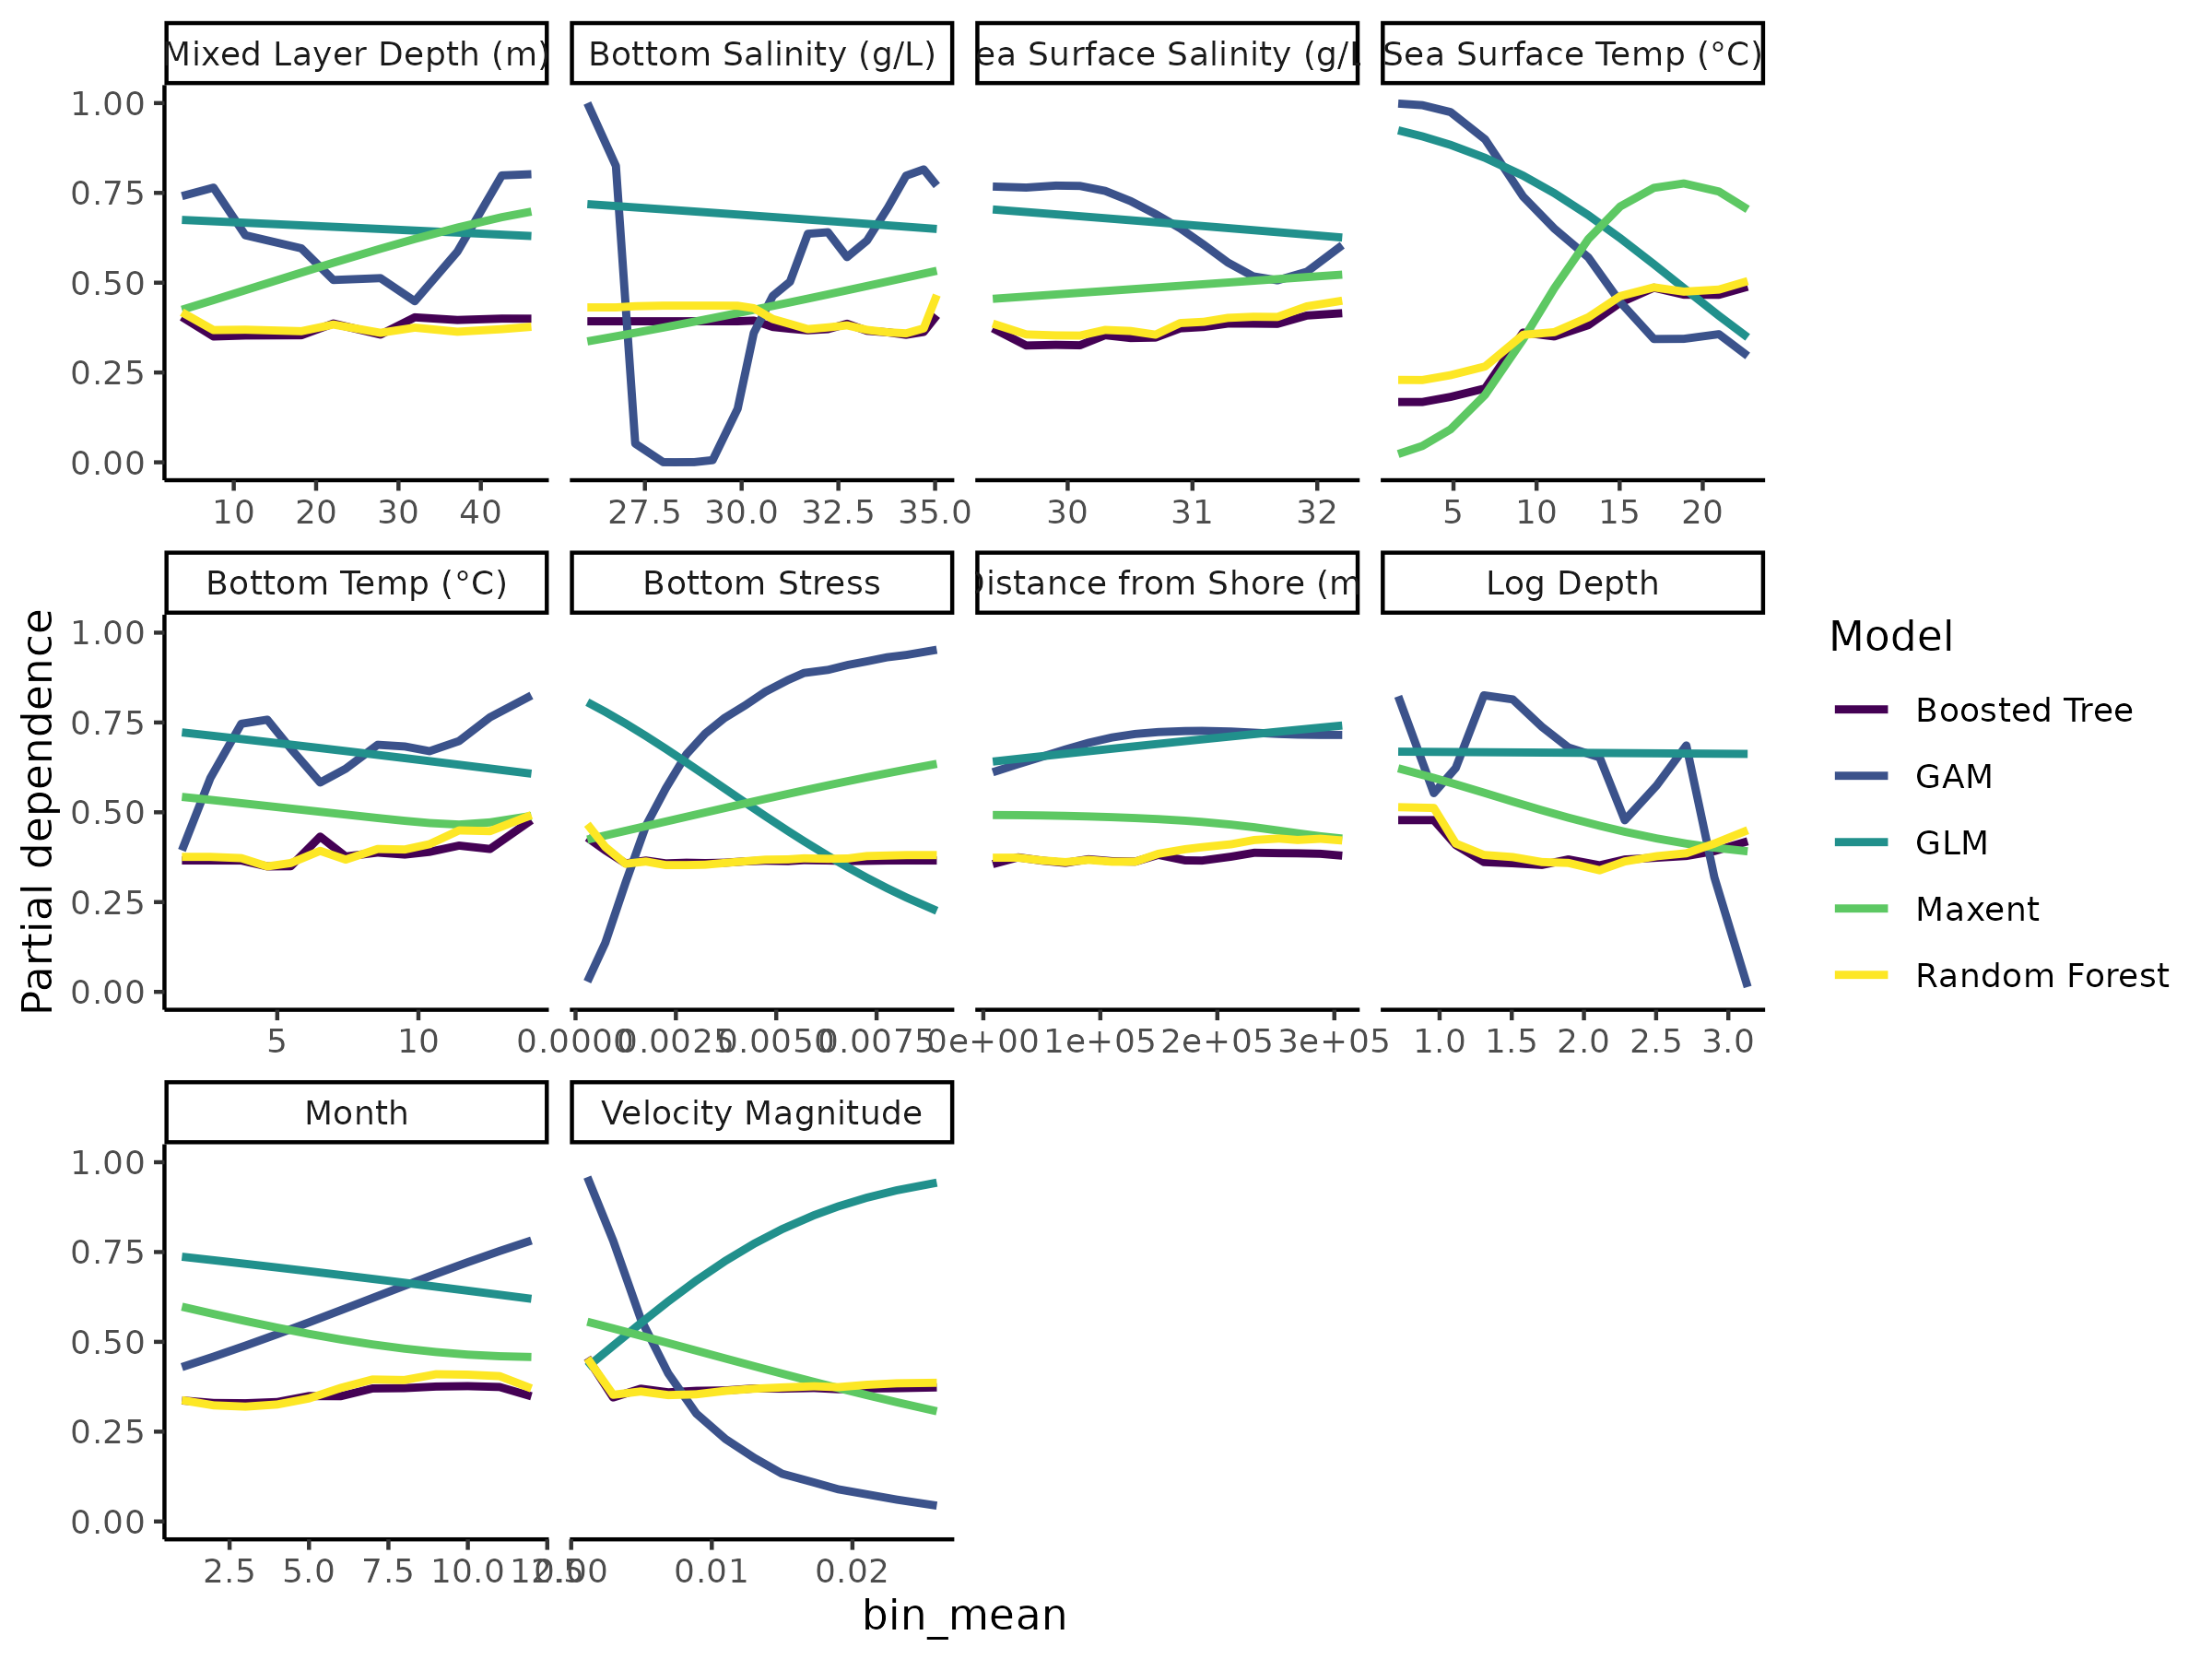 Mixed Layer Depth (m) Bottom Salinity (g/L) ea Surface Salinity (g/L Sea Surface Temp (°C)
1.00
0.75
0.50
0.25
0.00
10 20 30 40 27.5 30.0 32.5 35.0 30 31 32 5 10 15 20
Bottom Temp (°C) Bottom Stress Distance from Shore (m Log Depth
1.00
0.75
0.50
0.25
0.00
5 10 0.0000 0.0025 0.0050 0.0075 0e+00 1e+05 2e+05 3e+05 1.0 1.5 2.0 2.5 3.0
Month Velocity Magnitude
1.00
0.75
0.50
0.25
0.00
2.5 5.0 7.5 10.0 12.5 0.00 0.01 0.02
bin_mean
Partial dependence
Model
Boosted Tree
GAM
GLM
Maxent
Random Forest